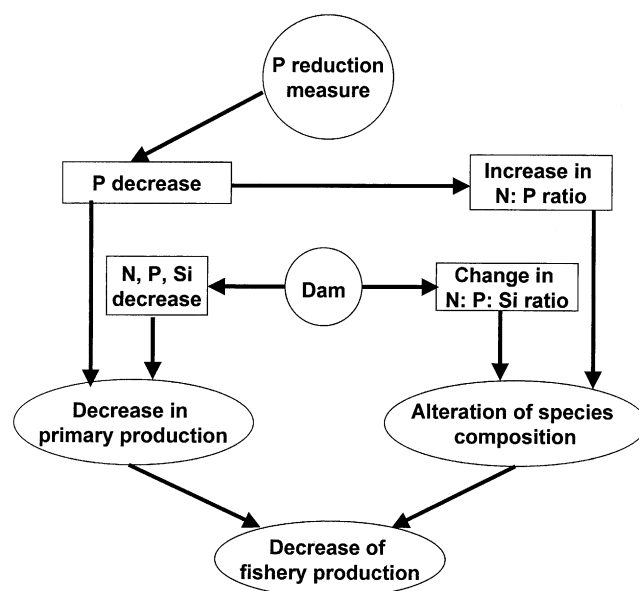 P reduction
measure
P decrease
Increase in
N: P ratio
N, P, Si
decrease
Dam
Change in
N: P: Si ratio
Decrease in
primary production
Alteration of species
composition
Decrease of
fishery production